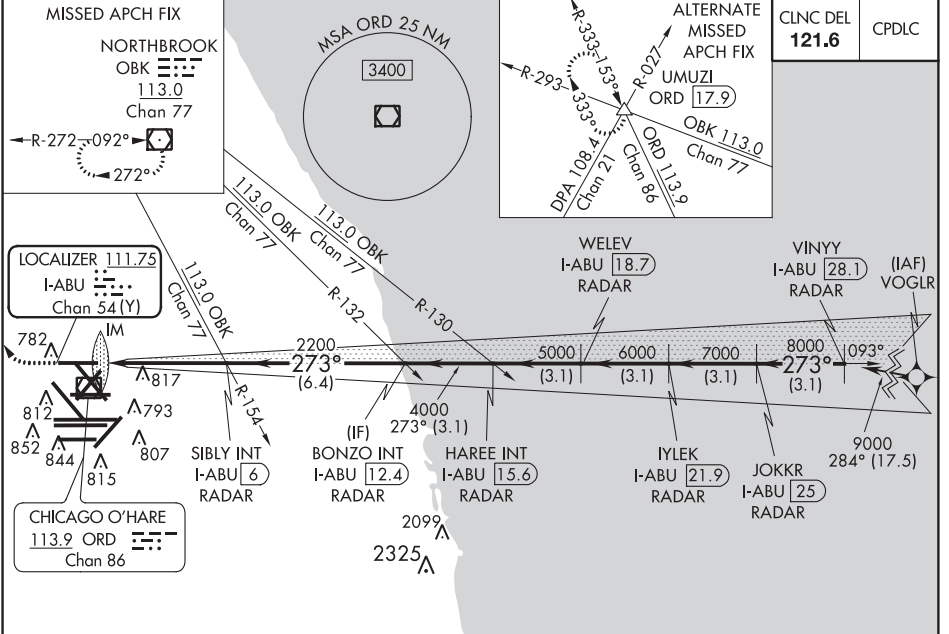 MISSED APCH FIX
NORTHBROOK
OBK
113.0
Chan 77
R-272
092°
272°
MSA ORD 25 NM
3400
ALTERNATE
MISSED
APCH FIX
UMUZI
ORD 17.9
R-333
153°
333°
R-027
R-293
OBK 113.0
Chan 77
DPA 108.4
Chan 21
ORD 113.9
Chan 86
CLNC DEL
121.6
CPDLC
113.0 OBK
Chan 77
113.0 OBK
Chan 77
113.0 OBK
Chan 77
R-132
R-130
R-154
LOCALIZER 111.75
I-ABU
Chan 54 (Y)
IM
WELEV
I-ABU 18.7
RADAR
VINYY
I-ABU 28.1
RADAR
(IAF)
VOGLR
782
817
812
793
852
844
807
815
2200
273°
(6.4)
4000
273° (3.1)
5000
(3.1)
6000
(3.1)
7000
(3.1)
8000
273°
(3.1)
093°
9000
284° (17.5)
SIBLY INT
I-ABU 6
RADAR
(IF)
BONZO INT
I-ABU 12.4
RADAR
HAREE INT
I-ABU 15.6
RADAR
IYLEK
I-ABU 21.9
RADAR
JOKKR
I-ABU 25
RADAR
CHICAGO O'HARE
113.9 ORD
Chan 86
2099
2325